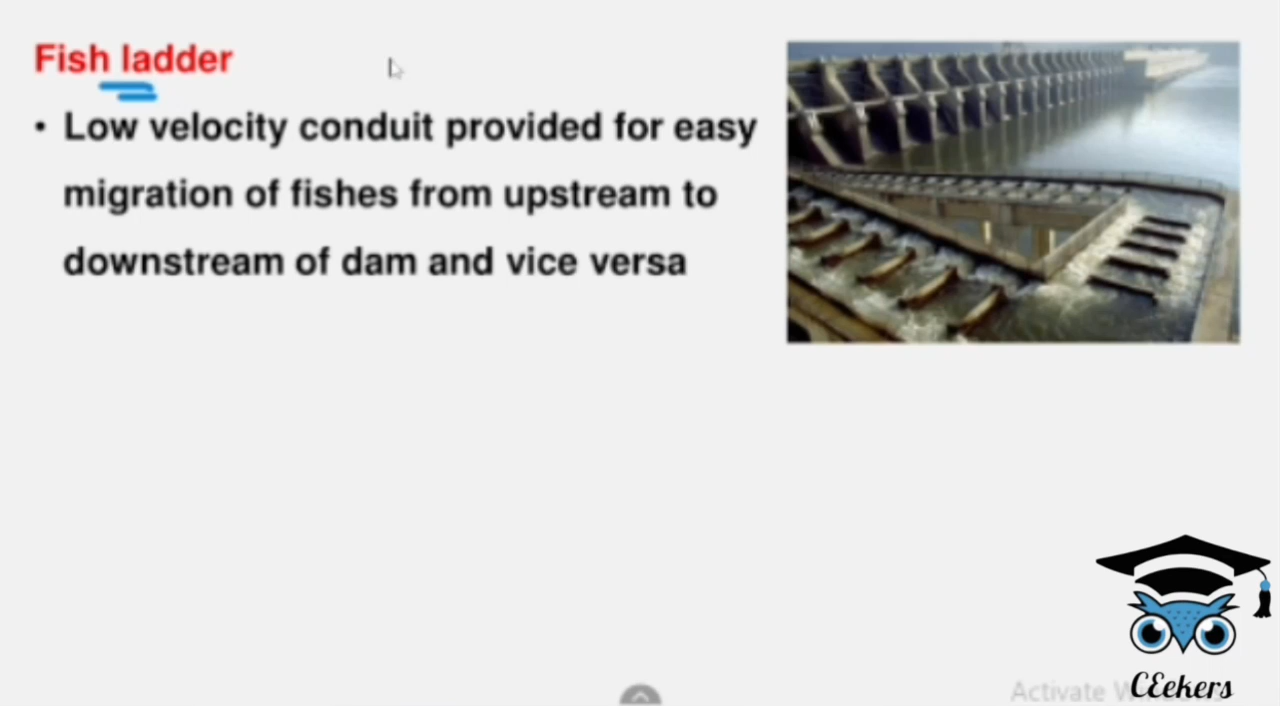 Fish ladder
• Low velocity conduit provided for easy
migration of fishes from upstream to
downstream of dam and vice versa
Activate
CEekers